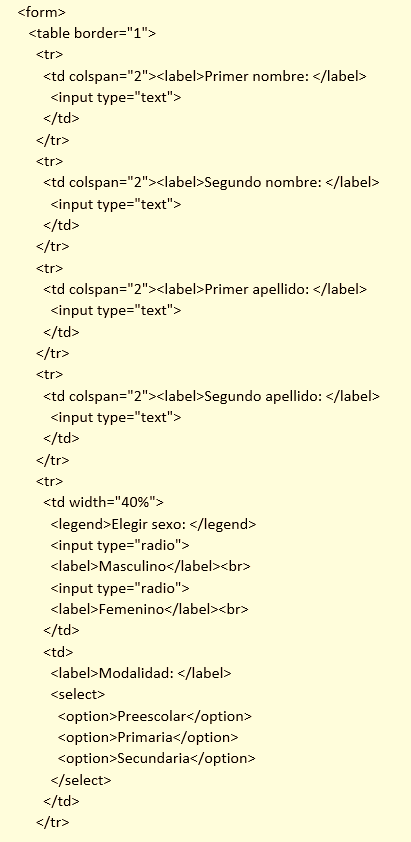 <form>
<table border="1">
<tr>
<td colspan="2"><label>Primer nombre: </label>
<input type="text">
</td>
</tr>
<tr>
<td colspan="2"><label>Segundo nombre: </label>
<input type="text">
</td>
</tr>
<tr>
<td colspan="2"><label>Primer apellido: </label>
<input type="text">
</td>
</tr>
<tr>
<td colspan="2"><label>Segundo apellido: </label>
<input type="text">
</td>
</tr>
<tr>
<td width="40%">
<legend>Elegir sexo: </legend>
<input type="radio">
<label>Masculino</label><br>
<input type="radio">
<label>Femenino</label><br>
</td>
<td>
<label>Modalidad: </label>
<select>
<option>Preescolar</option>
<option>Primaria</option>
<option>Secundaria</option>
</select>
</td>
</tr>